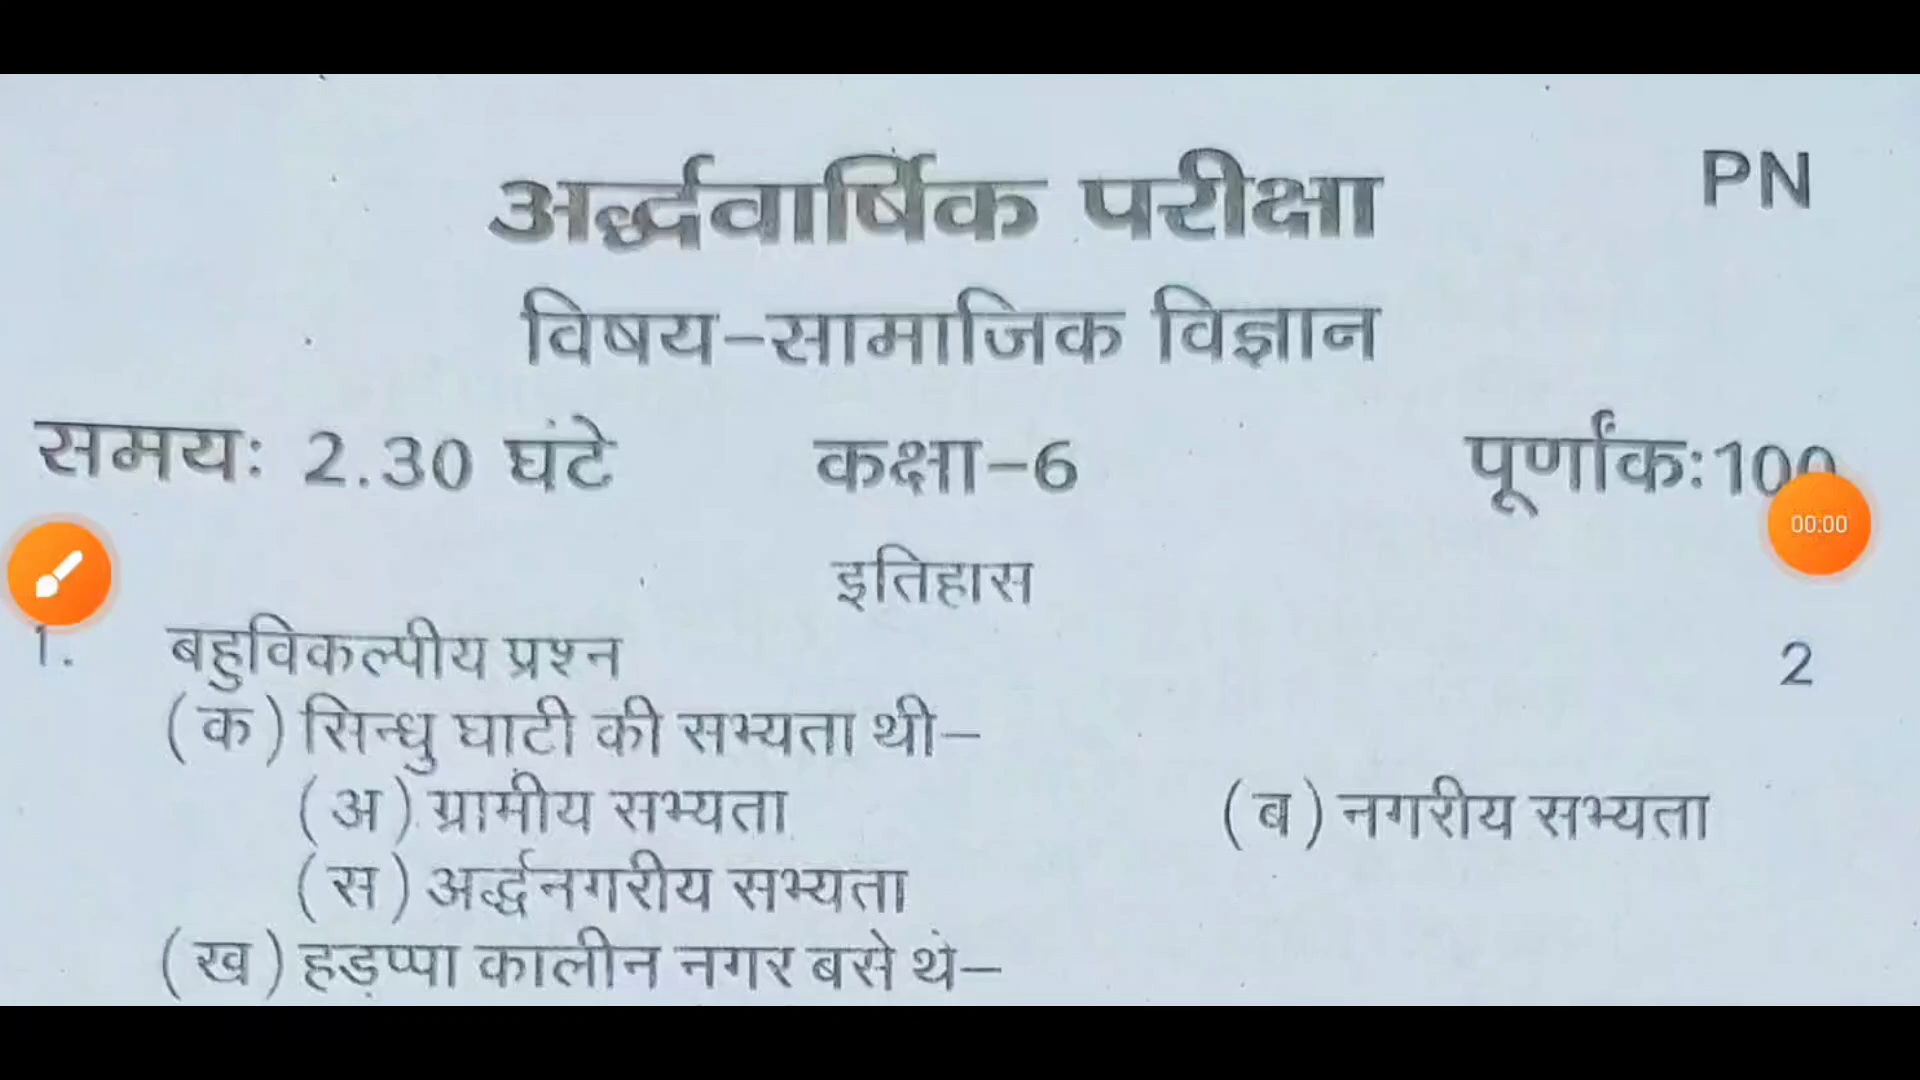 PN
अर्द्धवार्षिक परीक्षा
विषय–सामाजिक विज्ञान
समय: 2.30 घंटे कक्षा–6 पूर्णांक:100
00:00
इतिहास
1. बहुविकल्पीय प्रश्न 2
(क) सिन्धु घाटी की सभ्यता थी–
(अ) ग्रामीय सभ्यता (ब) नगरीय सभ्यता
(स) अर्द्धनगरीय सभ्यता
(ख) हड़प्पा कालीन नगर बसे थे–